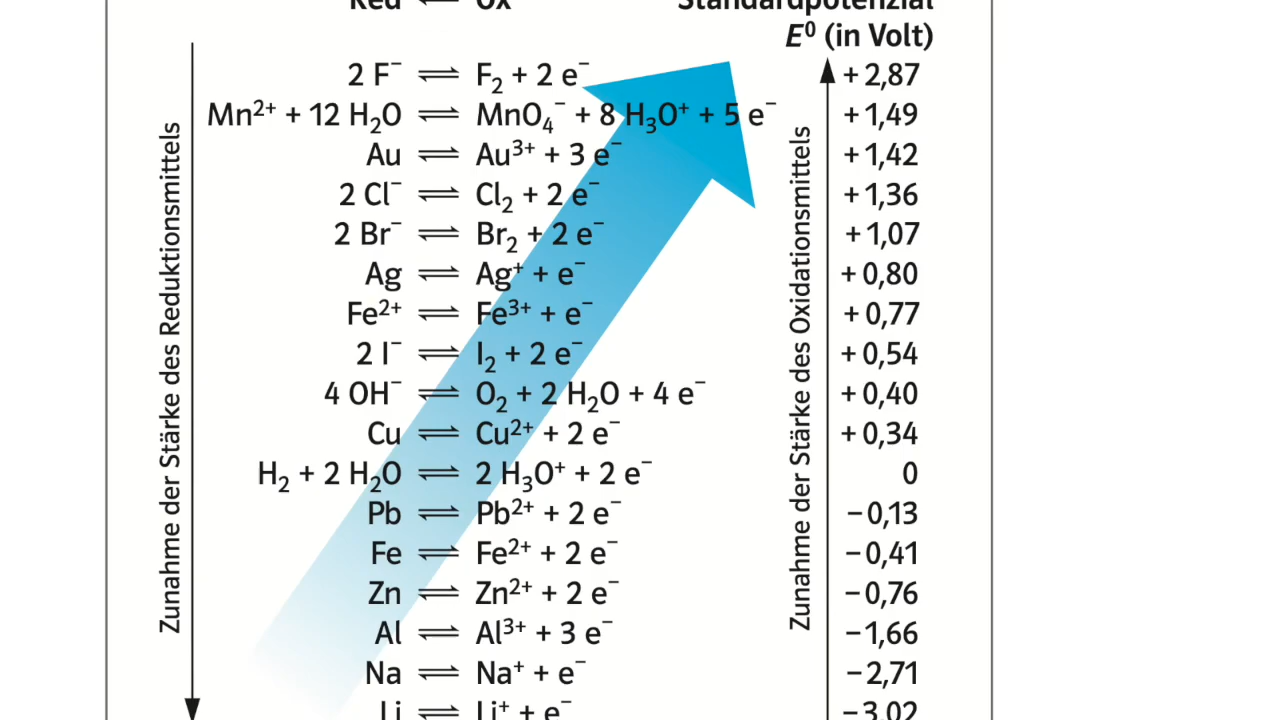 Red ⇌ Ox Standardpotenzial
E⁰ (in Volt)
2 F⁻ ⇌ F₂ + 2 e⁻ +2,87
Mn²⁺ + 12 H₂O ⇌ MnO₄⁻ + 8 H₃O⁺ + 5 e⁻ +1,49
Au ⇌ Au³⁺ + 3 e⁻ +1,42
2 Cl⁻ ⇌ Cl₂ + 2 e⁻ +1,36
2 Br⁻ ⇌ Br₂ + 2 e⁻ +1,07
Ag ⇌ Ag⁺ + e⁻ +0,80
Fe²⁺ ⇌ Fe³⁺ + e⁻ +0,77
2 I⁻ ⇌ I₂ + 2 e⁻ +0,54
4 OH⁻ ⇌ O₂ + 2 H₂O + 4 e⁻ +0,40
Cu ⇌ Cu²⁺ + 2 e⁻ +0,34
H₂ + 2 H₂O ⇌ 2 H₃O⁺ + 2 e⁻ 0
Pb ⇌ Pb²⁺ + 2 e⁻ −0,13
Fe ⇌ Fe²⁺ + 2 e⁻ −0,41
Zn ⇌ Zn²⁺ + 2 e⁻ −0,76
Al ⇌ Al³⁺ + 3 e⁻ −1,66
Na ⇌ Na⁺ + e⁻ −2,71
Li ⇌ Li⁺ + e⁻ −3,02
Zunahme der Stärke des Reduktionsmittels
Zunahme der Stärke des Oxidationsmittels